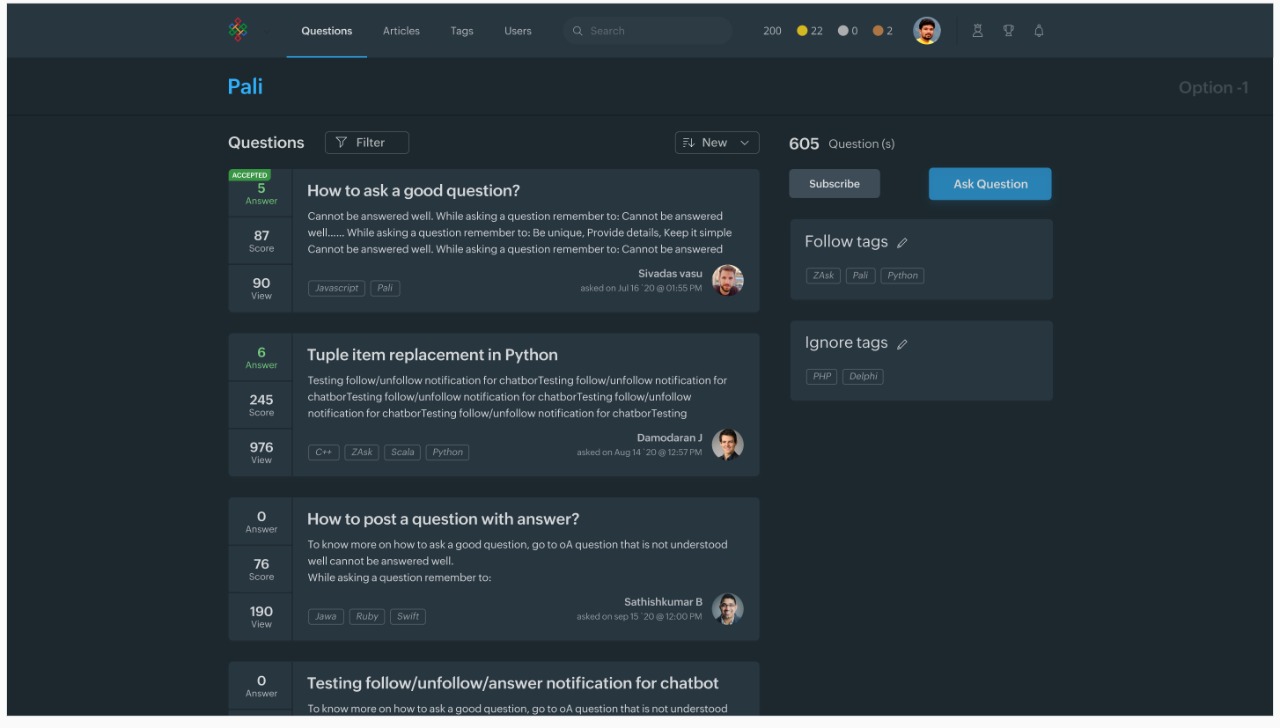 Questions Articles Tags Users Search 200 22 0 2
Pali Option -1
Questions Filter New
ACCEPTED
5
Answer
87
Score
90
View
How to ask a good question?
Cannot be answered well. While asking a question remember to: Cannot be answered
well...... While asking a question remember to: Be unique, Provide details, Keep it simple
Cannot be answered well. While asking a question remember to: Cannot be answered
Sivadas vasu
asked on Jul 16 `20 @ 01:55 PM
Javascript Pali
6
Answer
245
Score
976
View
Tuple item replacement in Python
Testing follow/unfollow notification for chatborTesting follow/unfollow notification for
chatborTesting follow/unfollow notification for chatborTesting follow/unfollow
notification for chatborTesting follow/unfollow notification for chatborTesting
Damodaran J
asked on Aug 14 `20 @ 12:57 PM
C++ ZAsk Scala Python
0
Answer
76
Score
190
View
How to post a question with answer?
To know more on how to ask a good question, go to oA question that is not understood
well cannot be answered well.
While asking a question remember to:
Sathishkumar B
asked on sep 15 `20 @ 12:00 PM
Jawa Ruby Swift
0
Answer
Testing follow/unfollow/answer notification for chatbot
To know more on how to ask a good question, go to oA question that is not understood
605 Question (s)
Subscribe Ask Question
Follow tags
ZAsk Pali Python
Ignore tags
PHP Delphi